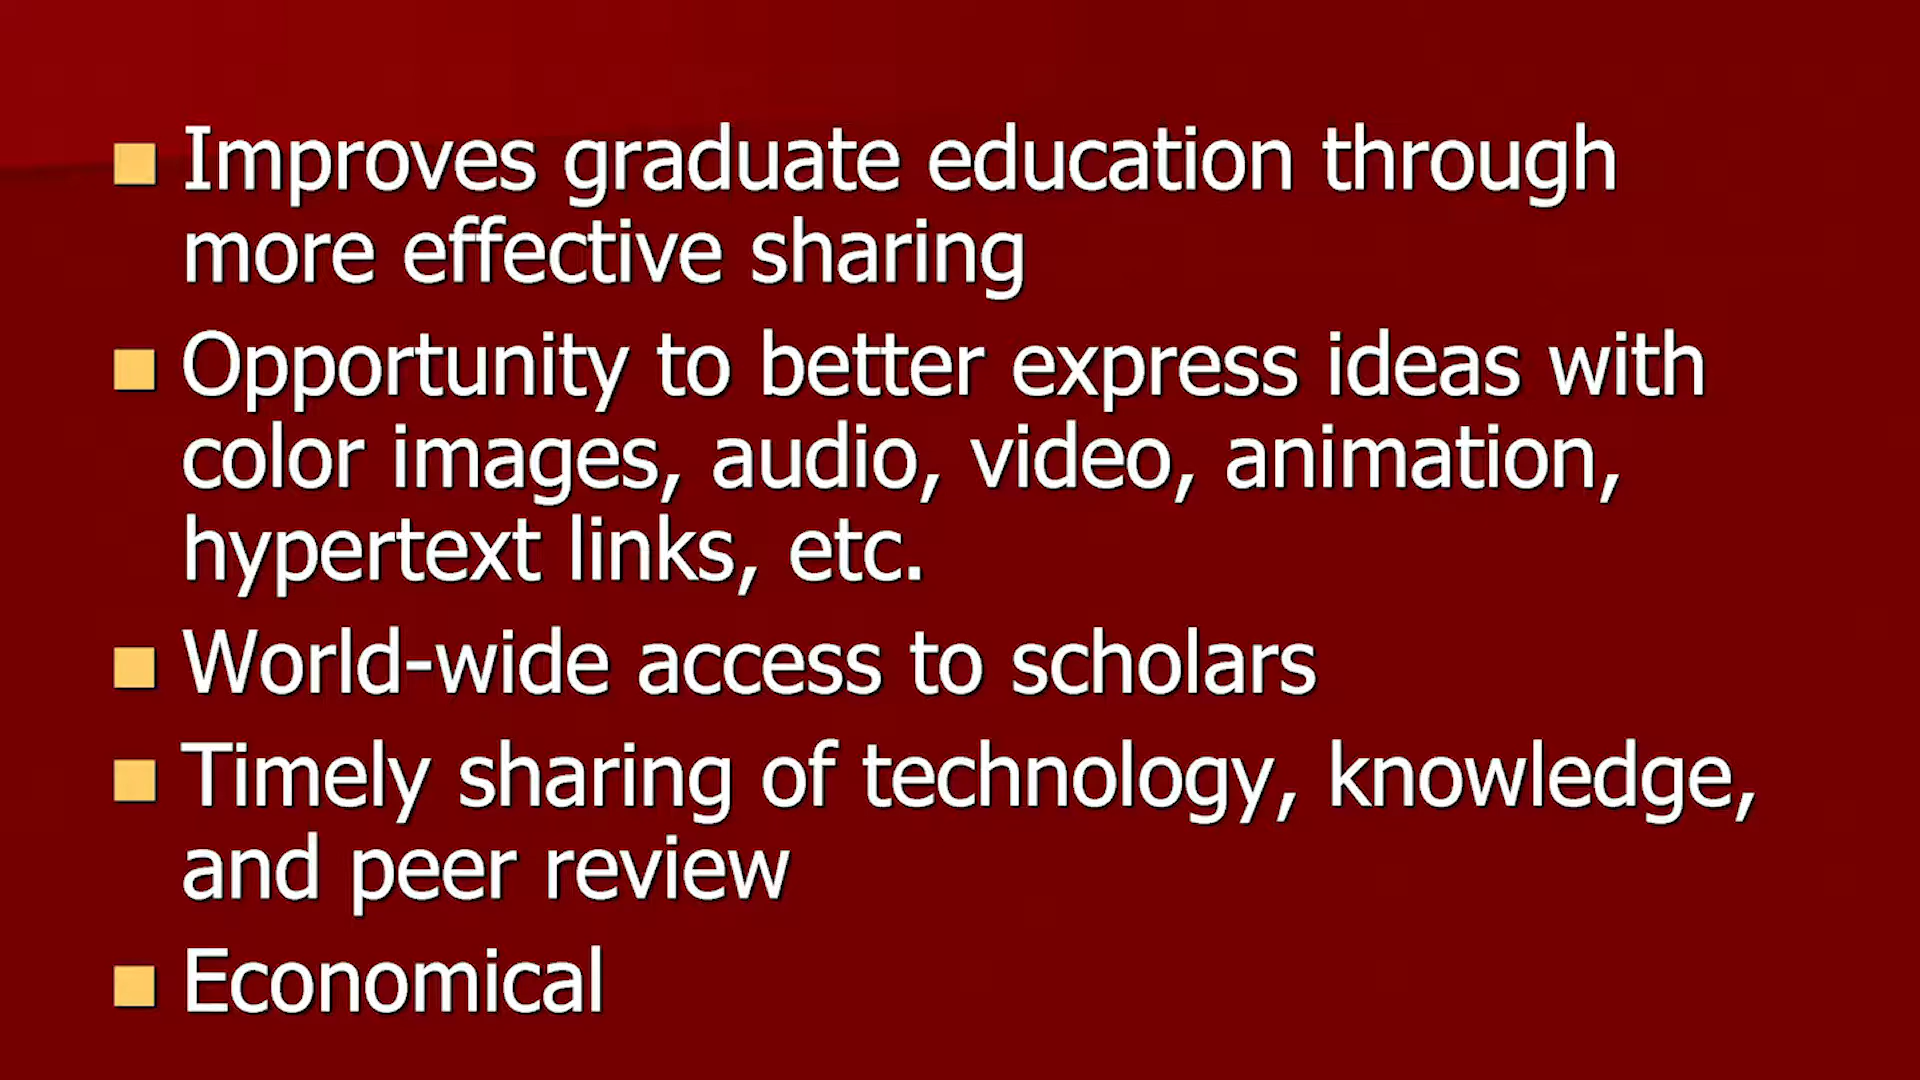 Improves graduate education through
more effective sharing
Opportunity to better express ideas with
color images, audio, video, animation,
hypertext links, etc.
World-wide access to scholars
Timely sharing of technology, knowledge,
and peer review
Economical